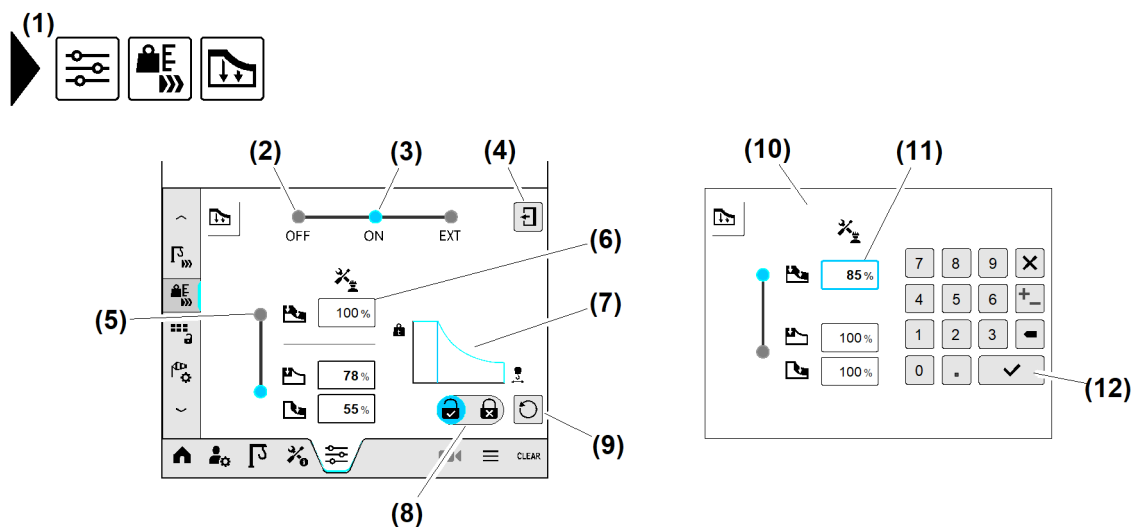 (1)
E
(2)
(3)
(4)
OFF
ON
EXT
(5)
E
(6)
100 %
78 %
55 %
(7)
(8)
(9)
CLEAR
(10)
(11)
85 %
100 %
100 %
7 8 9
4 5 6
1 2 3
0 .
(12)